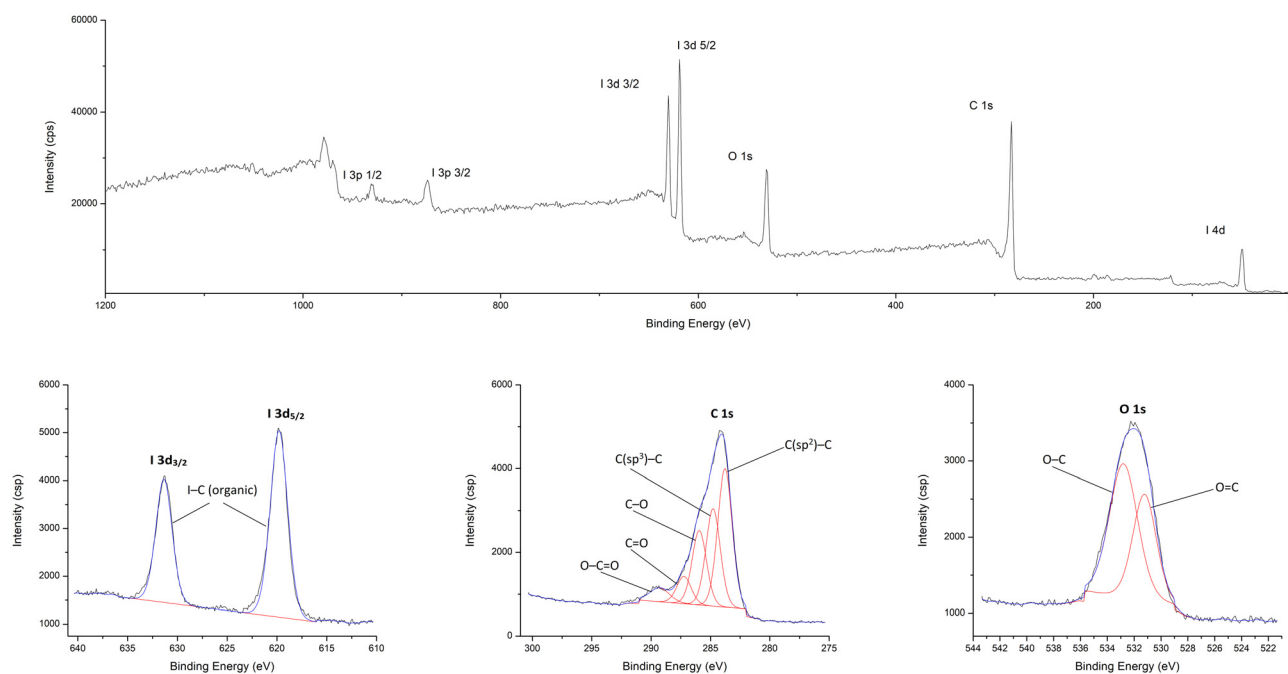 60000
40000
20000
Intensity (cps)
I 3d 5/2
I 3d 3/2
C 1s
O 1s
I 3p 1/2
I 3p 3/2
I 4d
1200
1000
800
600
400
200
Binding Energy (eV)
6000
5000
4000
3000
2000
1000
Intensity (csp)
I 3d5/2
I 3d3/2
I–C (organic)
640
635
630
625
620
615
610
Binding Energy (eV)
6000
4000
2000
0
Intensity (csp)
C 1s
C(sp³)–C
C(sp²)–C
C–O
C=O
O–C=O
300
295
290
285
280
275
Binding Energy (eV)
4000
3000
2000
1000
Intensity (csp)
O 1s
O–C
O=C
544
540
538
536
534
533
531
530
528
526
524
522
Binding Energy (eV)